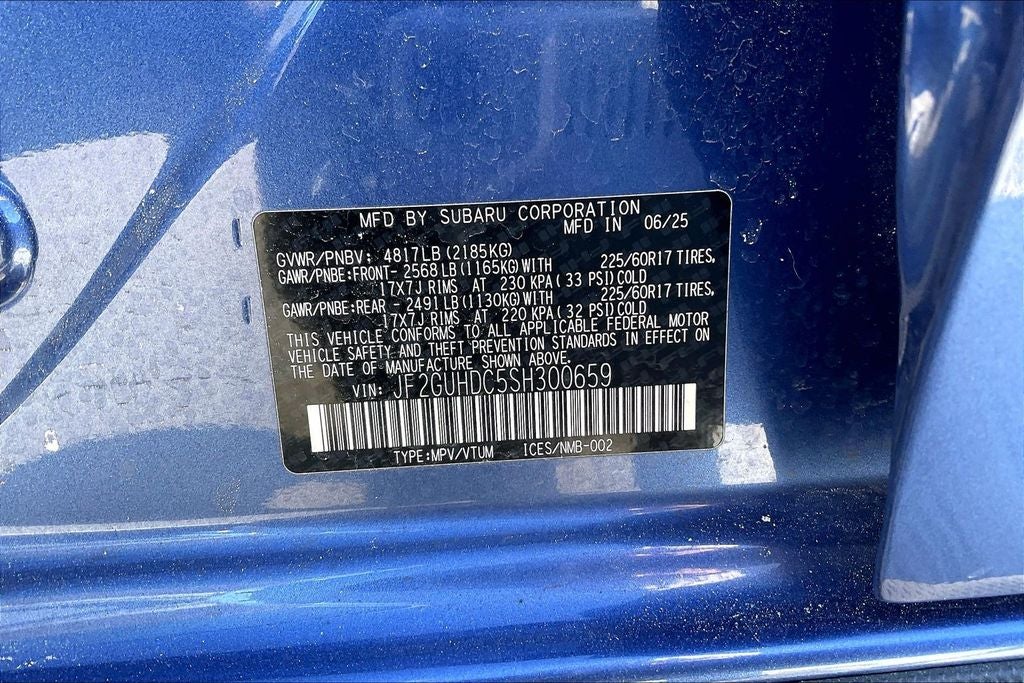 MFD BY SUBARU CORPORATION
MFD IN 06/25
GVWR/PNBV: 4817LB (2185KG)
GAWR/PNBE:FRONT- 2568 LB (1165KG) WITH 225/60R17 TIRES,
17X7J RIMS AT 230 KPA ( 33 PSI) COLD
GAWR/PNBE:REAR - 2491 LB (1130KG) WITH 225/60R17 TIRES,
17X7J RIMS AT 220 KPA ( 32 PSI) COLD
THIS VEHICLE CONFORMS TO ALL APPLICABLE FEDERAL MOTOR
VEHICLE SAFETY AND THEFT PREVENTION STANDARDS IN EFFECT ON
THE DATE OF MANUFACTURE SHOWN ABOVE.
VIN: JF2GUHDC5SH300659
TYPE:MPV/VTUM ICES/NMB-002